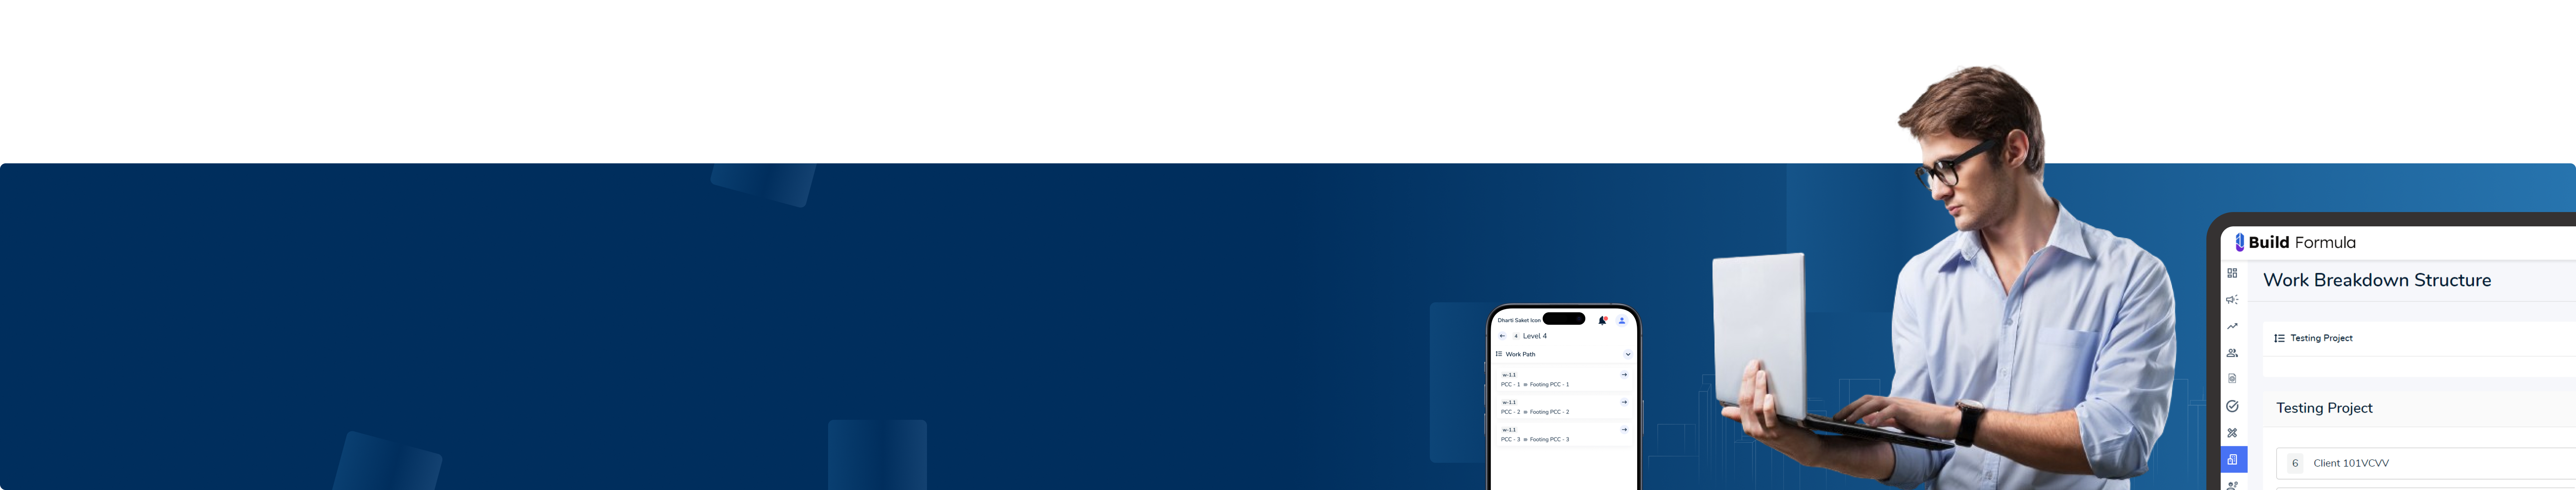 Dharti Saket Icon
4 Level 4
Work Path
w-1.1
PCC - 1 Footing PCC - 1
w-1.1
PCC - 2 Footing PCC - 2
w-1.1
PCC - 3 Footing PCC - 3
Build Formula
Work Breakdown Structure
Testing Project
Testing Project
6 Client 101VCVV